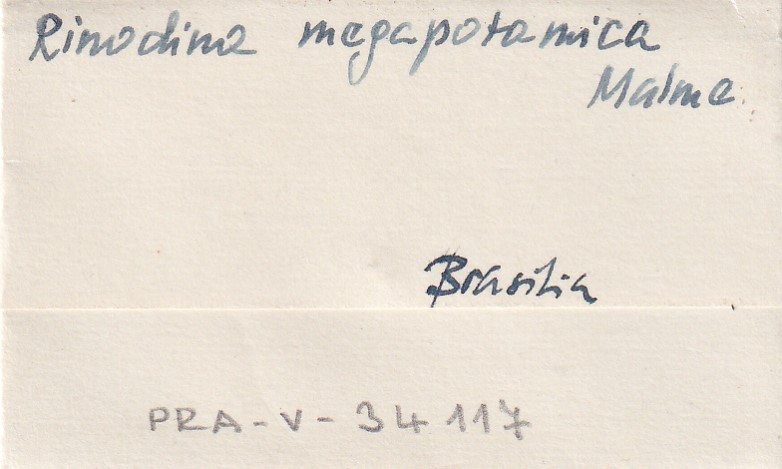 Rinodina megapotamica
Malme.
Brasilia
PRA-V-34117